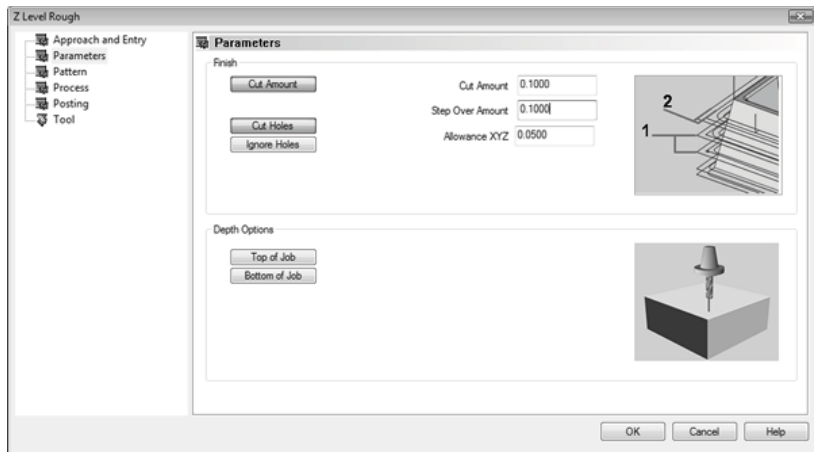 Z Level Rough
Approach and Entry
Parameters
Pattern
Process
Posting
Tool
Parameters
Finish
Cut Amount
Cut Holes
Ignore Holes
Cut Amount 0.1000
Step Over Amount 0.1000
Allowance XYZ 0.0500
2
1
Depth Options
Top of Job
Bottom of Job
OK Cancel Help